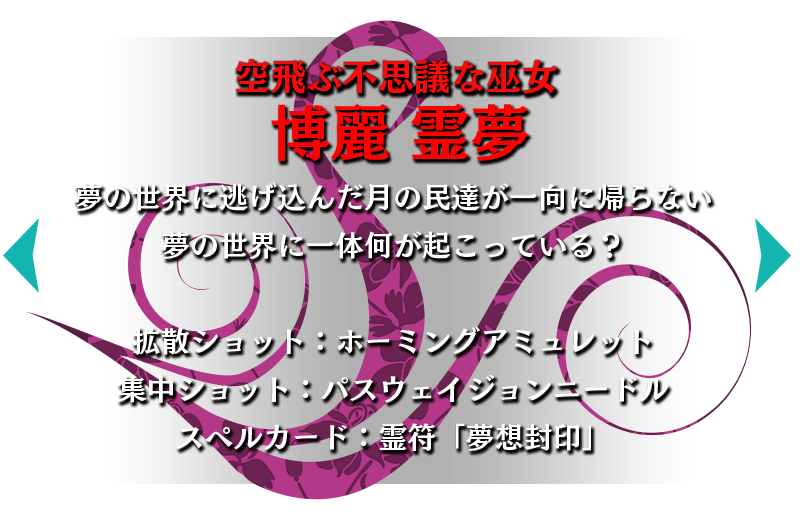 空飛ぶ不思議な巫女
博麗 霊夢
夢の世界に逃げ込んだ月の民達が一向に帰らない
夢の世界に一体何が起こっている？
拡散ショット：ホーミングアミュレット
集中ショット：パスウェイジョンニードル
スペルカード：霊符「夢想封印」